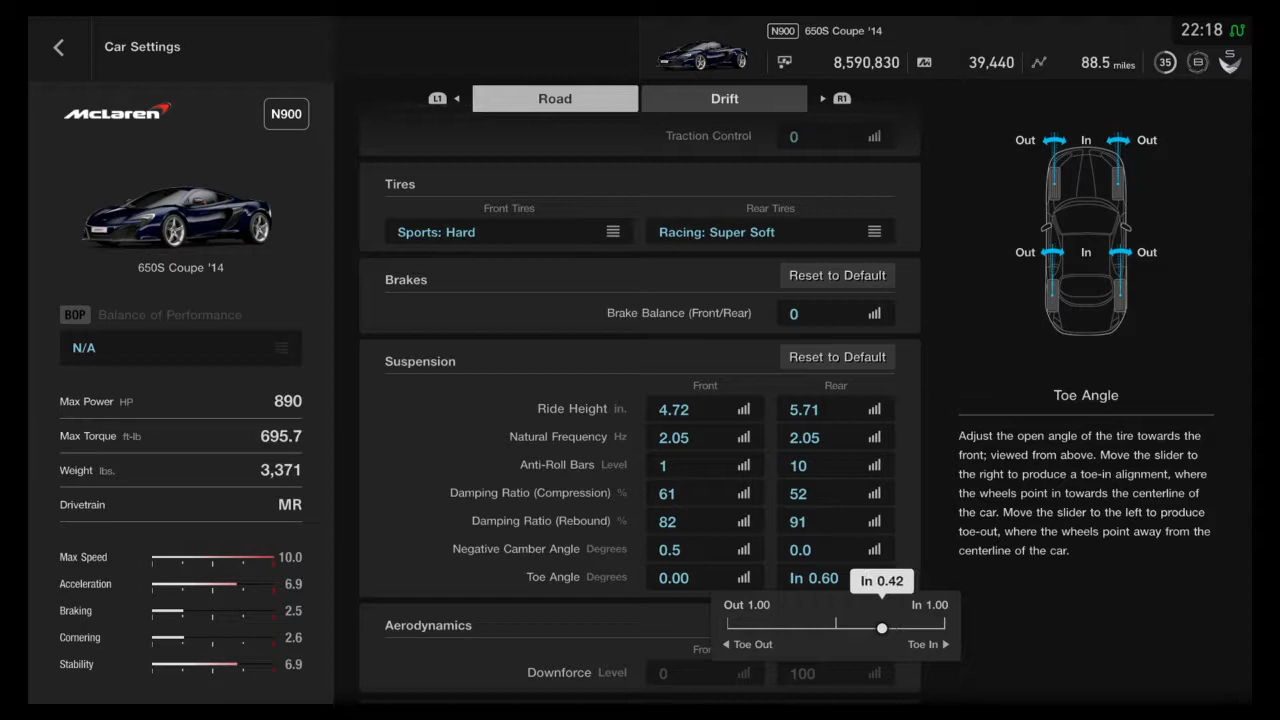 Car Settings
N900 650S Coupe '14
22:18
8,590,830 39,440 88.5 miles 35 B S
McLaren N900
L1 Road Drift R1
Traction Control 0
Tires
Front Tires Rear Tires
Sports: Hard Racing: Super Soft
650S Coupe '14
Brakes Reset to Default
Brake Balance (Front/Rear) 0
BOP Balance of Performance
N/A
Suspension Reset to Default
Front Rear
Ride Height in. 4.72 5.71
Natural Frequency Hz 2.05 2.05
Anti-Roll Bars Level 1 10
Damping Ratio (Compression) % 61 52
Damping Ratio (Rebound) % 82 91
Negative Camber Angle Degrees 0.5 0.0
Toe Angle Degrees 0.00 In 0.60 In 0.42
Out 1.00 In 1.00
Toe Out Toe In
Aerodynamics
Fro
Downforce Level 0 100
Max Power HP 890
Max Torque ft-lb 695.7
Weight lbs. 3,371
Drivetrain MR
Max Speed 10.0
Acceleration 6.9
Braking 2.5
Cornering 2.6
Stability 6.9
Out In Out
Out In Out
Toe Angle
Adjust the open angle of the tire towards the
front; viewed from above. Move the slider to
the right to produce a toe-in alignment, where
the wheels point in towards the centerline of
the car. Move the slider to the left to produce
toe-out, where the wheels point away from the
centerline of the car.